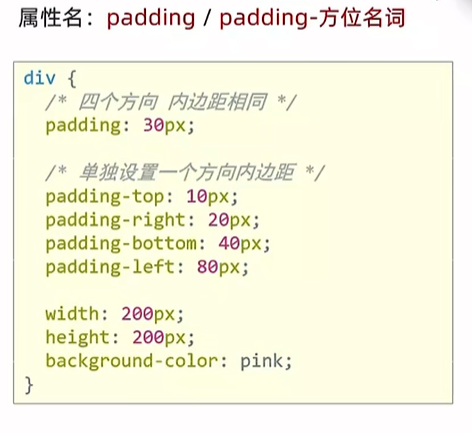 属性名：padding / padding-方位名词
div {
/* 四个方向 内边距相同 */
padding: 30px;
/* 单独设置一个方向内边距 */
padding-top: 10px;
padding-right: 20px;
padding-bottom: 40px;
padding-left: 80px;
width: 200px;
height: 200px;
background-color: pink;
}